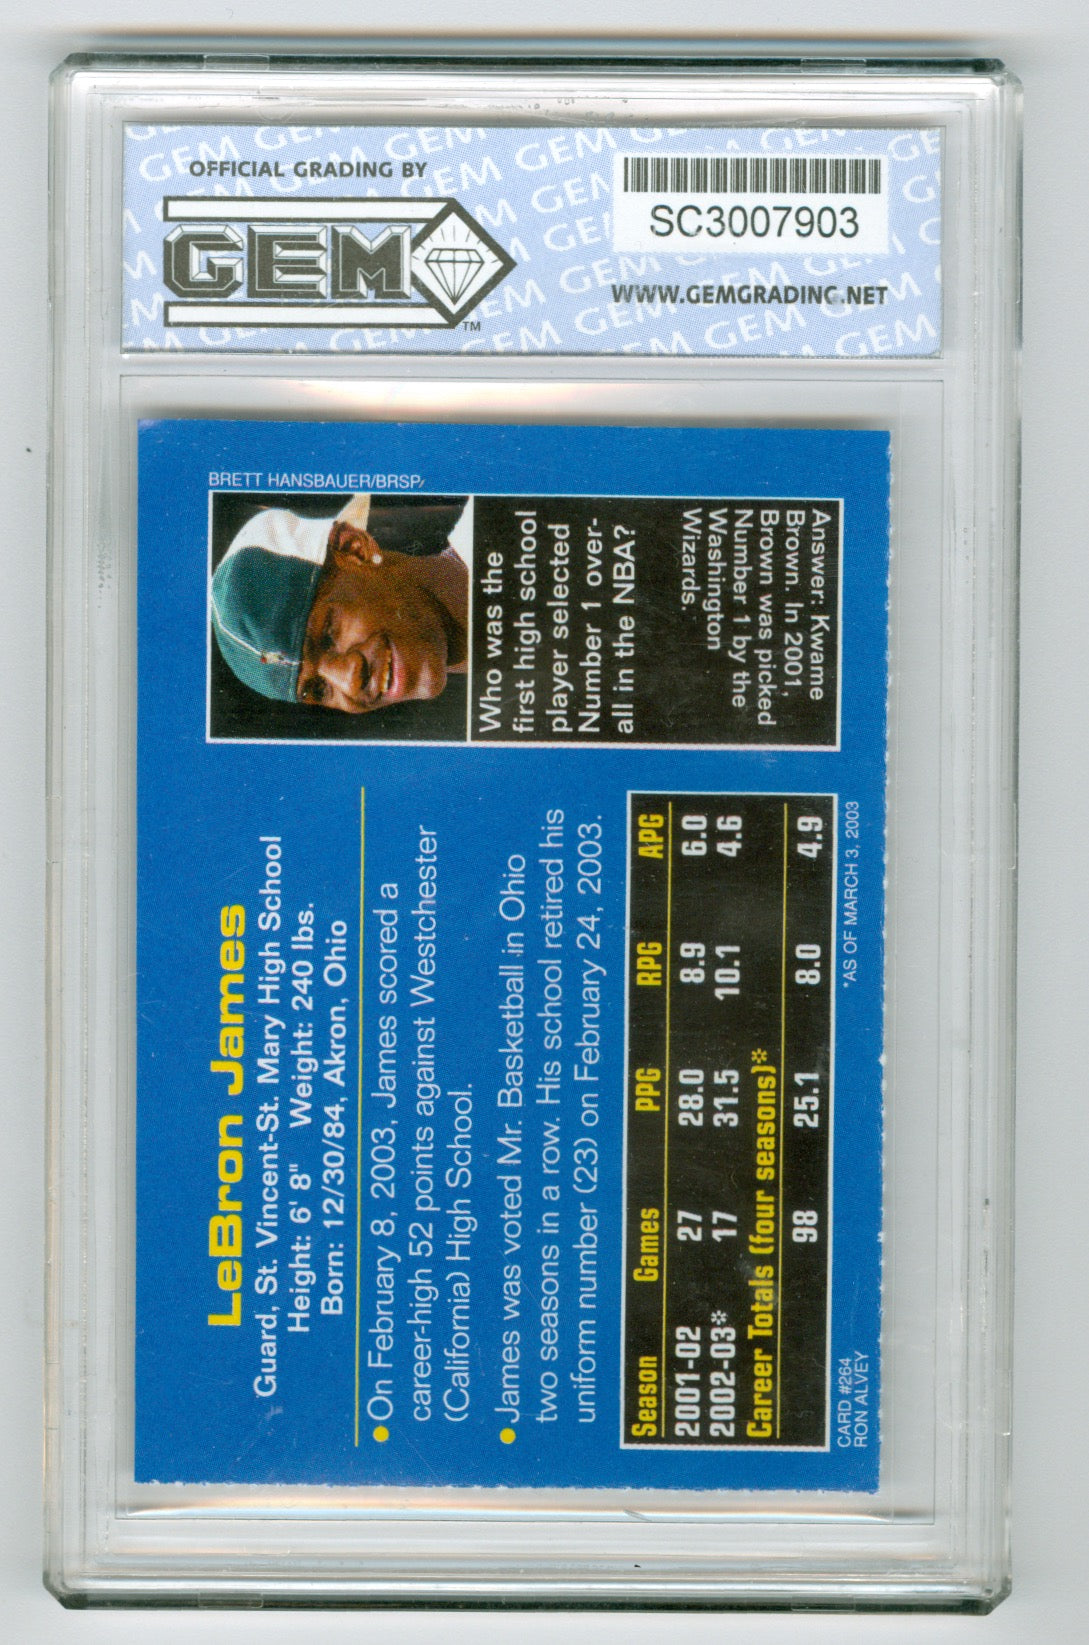 OFFICIAL GRADING BY
GEM
TM
SC3007903
WWW.GEMGRADING.NET
BRETT HANSBAUER/BRSP
LeBron James
Guard, St. Vincent-St. Mary High School
Height: 6' 8" Weight: 240 lbs.
Born: 12/30/84, Akron, Ohio
• On February 8, 2003, James scored a
career-high 52 points against Westchester
(California) High School.
• James was voted Mr. Basketball in Ohio
two seasons in a row. His school retired his
uniform number (23) on February 24, 2003.
Season Games PPG RPG APG
2001-02 27 28.0 8.9 6.0
2002-03* 17 31.5 10.1 4.6
Career Totals (four seasons)*
98 25.1 8.0 4.9
*AS OF MARCH 3, 2003
CARD #264
RON ALVEY
Who was the
first high school
player selected
Number 1 over-
all in the NBA?
Answer: Kwame
Brown. In 2001,
Brown was picked
Number 1 by the
Washington
Wizards.